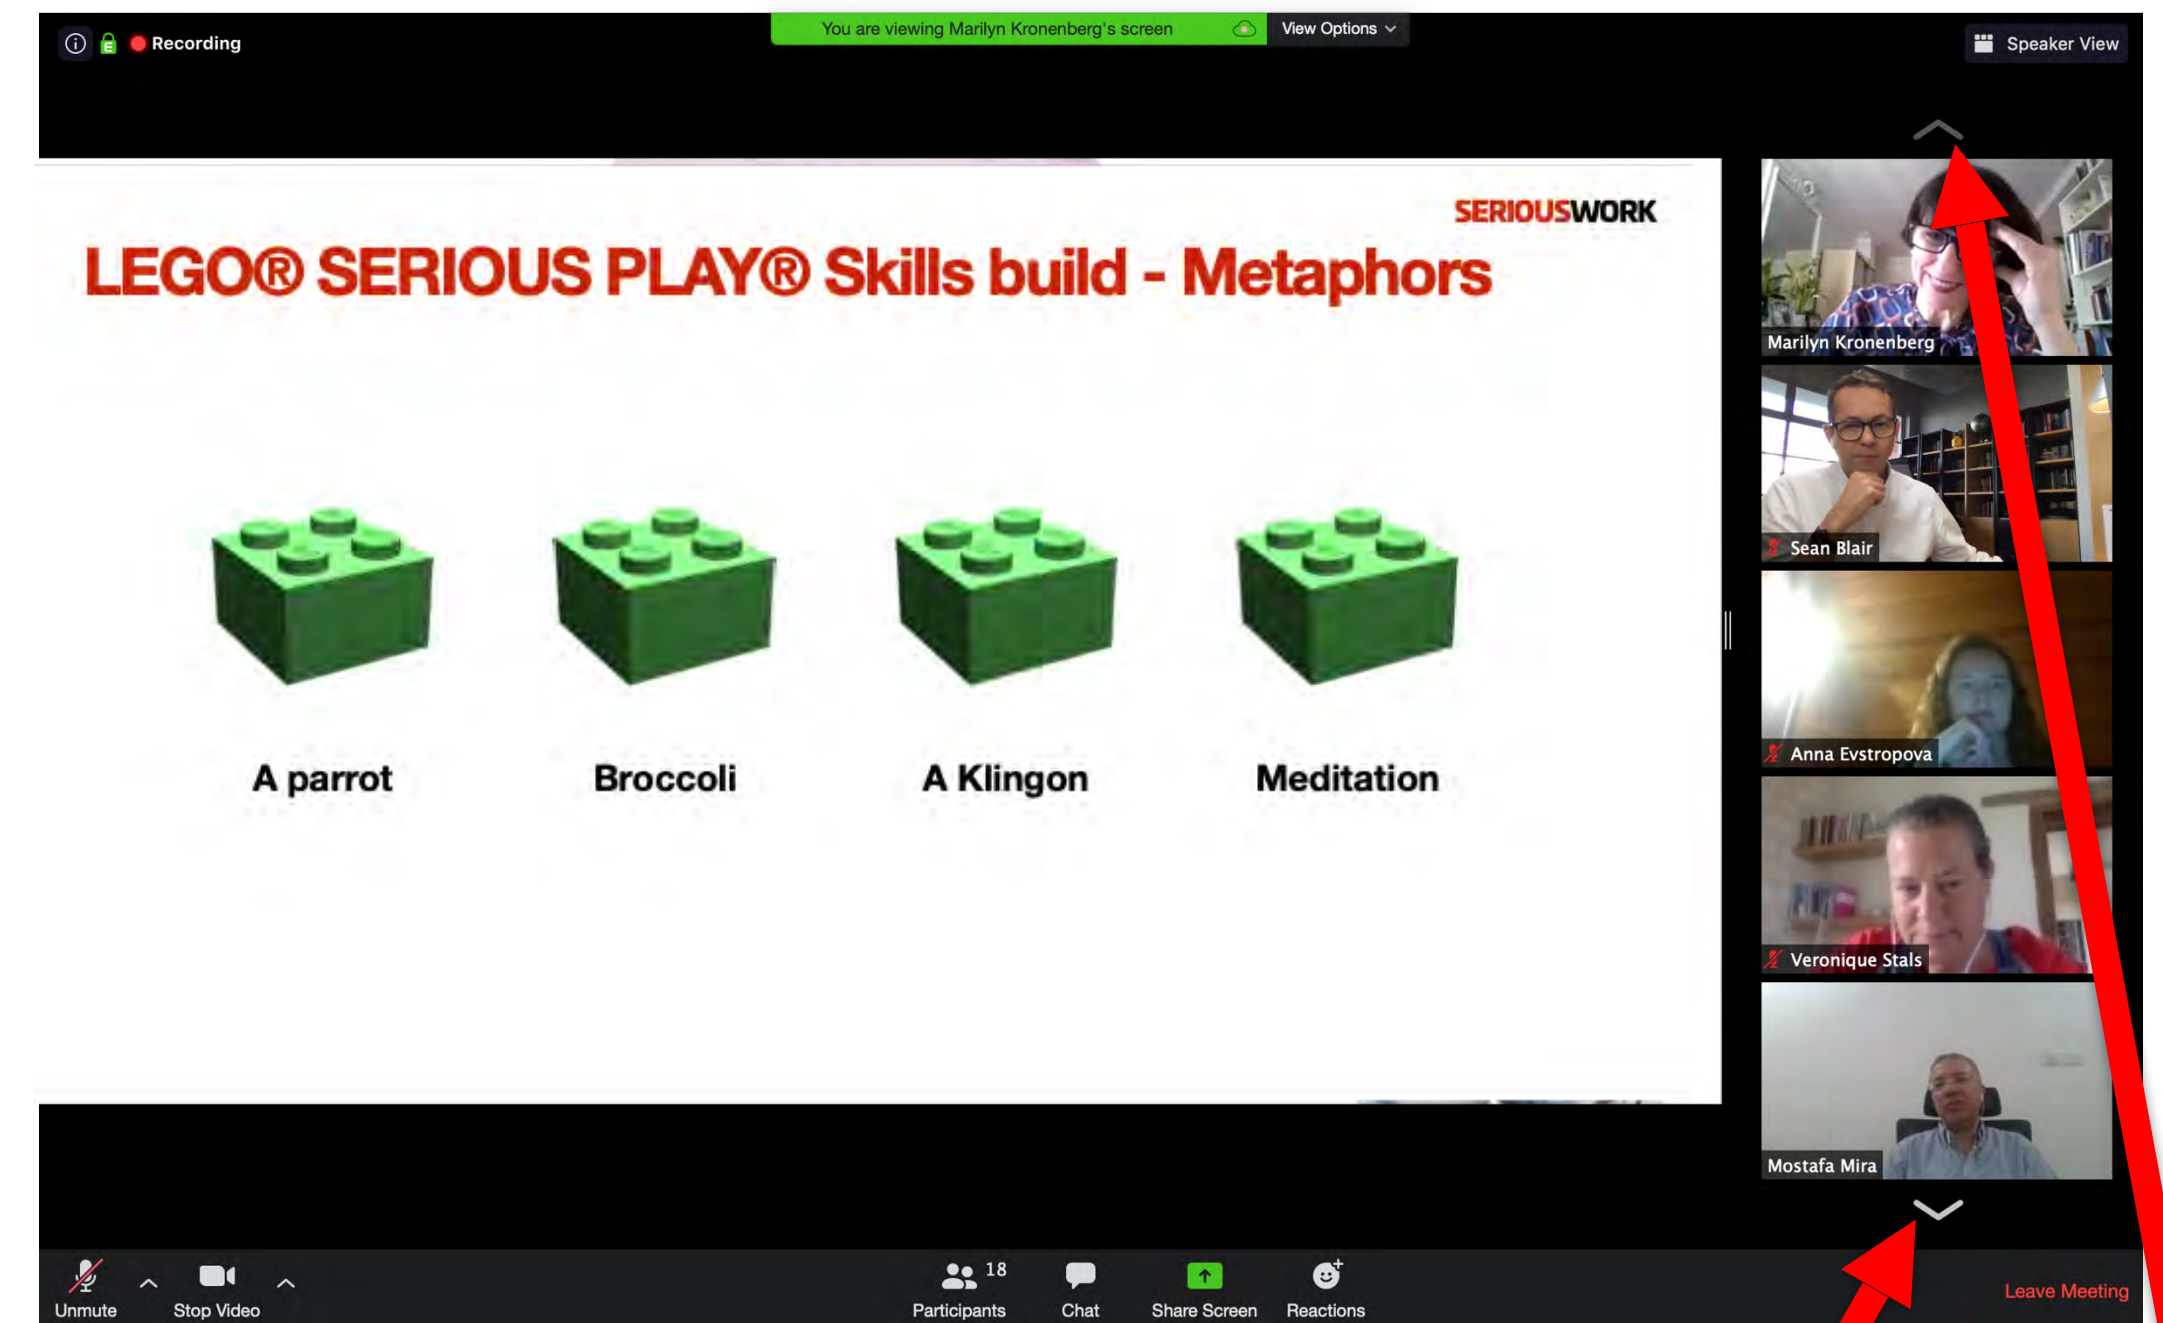 Recording
You are viewing Marilyn Kronenberg's screen
View Options
Speaker View
SERIOUSWORK
LEGO® SERIOUS PLAY® Skills build - Metaphors
A parrot
Broccoli
A Klingon
Meditation
Marilyn Kronenberg
Sean Blair
Anna Evstropova
Veronique Stals
Mostafa Mira
Unmute
Stop Video
18
Participants
Chat
Share Screen
Reactions
Leave Meeting